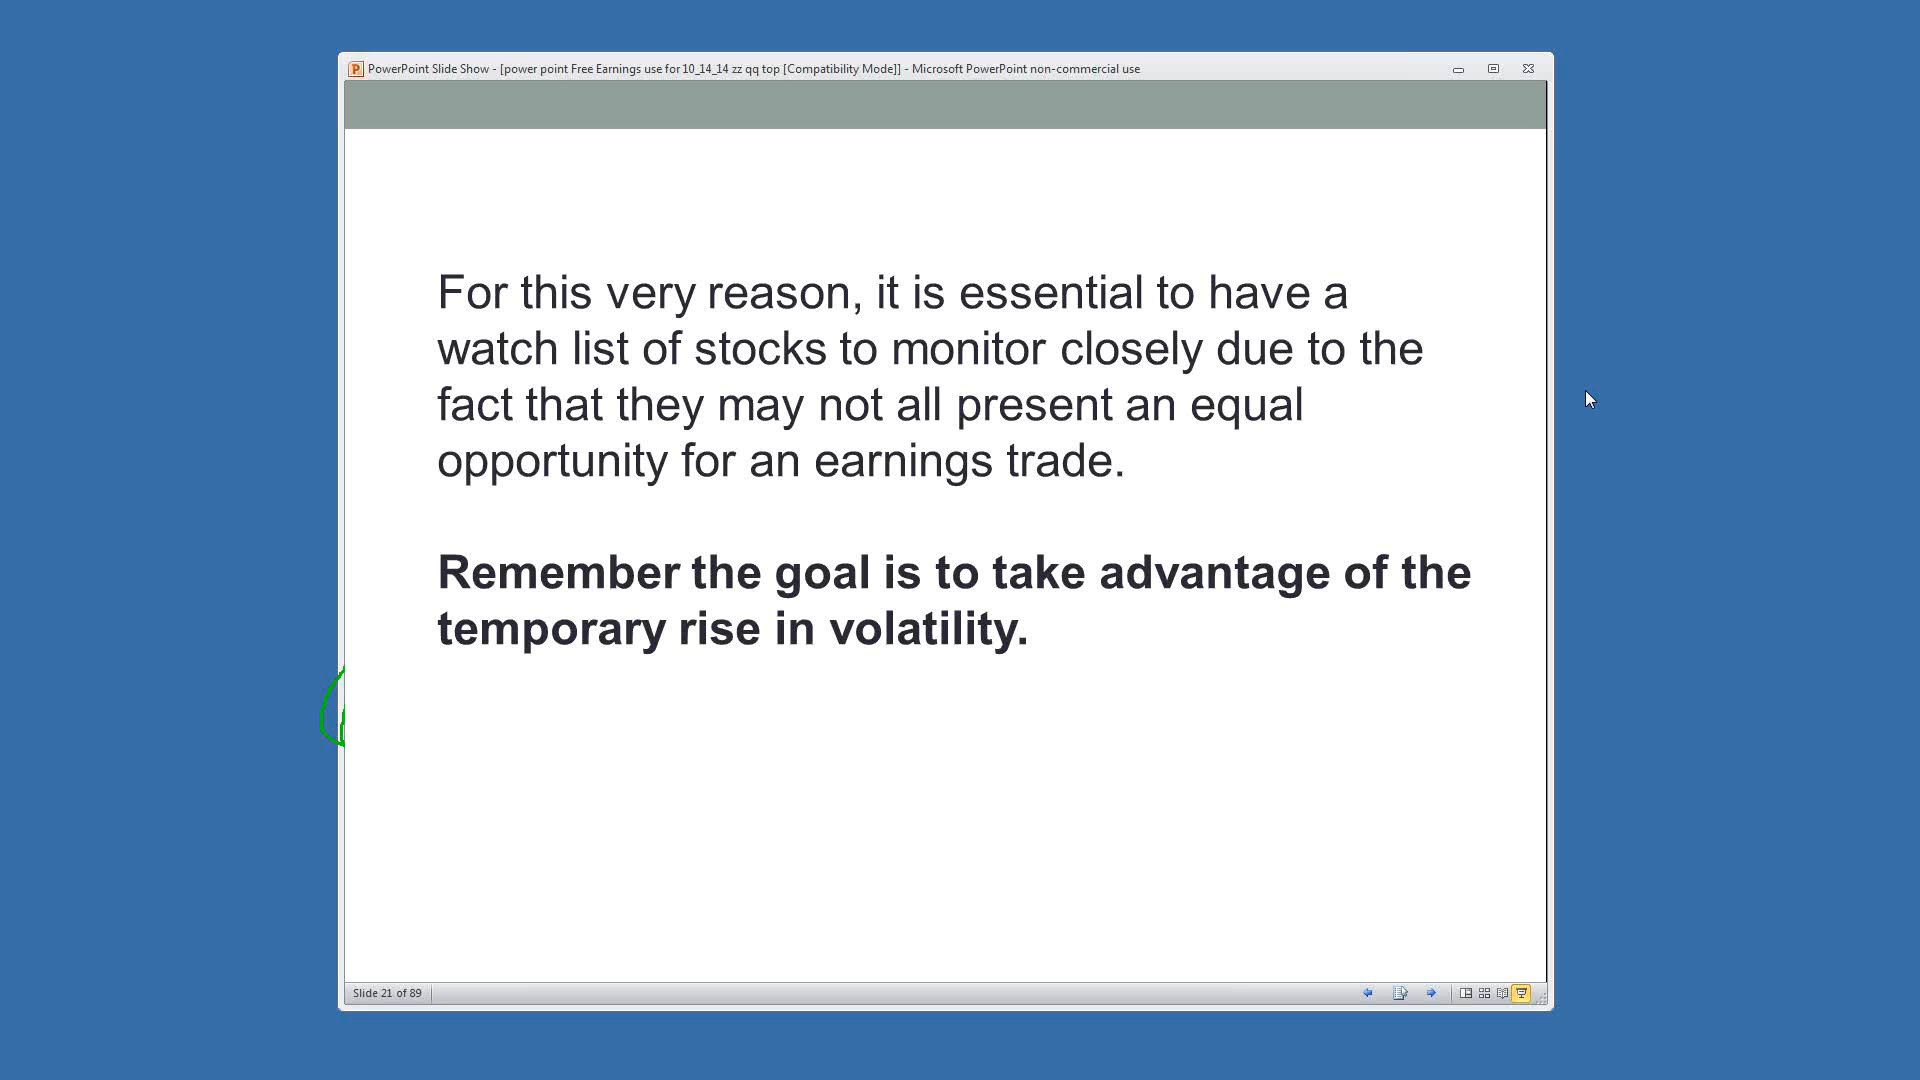 PowerPoint Slide Show - [power point Free Earnings use for 10_14_14 zz qq top [Compatibility Mode]] - Microsoft PowerPoint non-commercial use
For this very reason, it is essential to have a
watch list of stocks to monitor closely due to the
fact that they may not all present an equal
opportunity for an earnings trade.
Remember the goal is to take advantage of the
temporary rise in volatility.
Slide 21 of 89